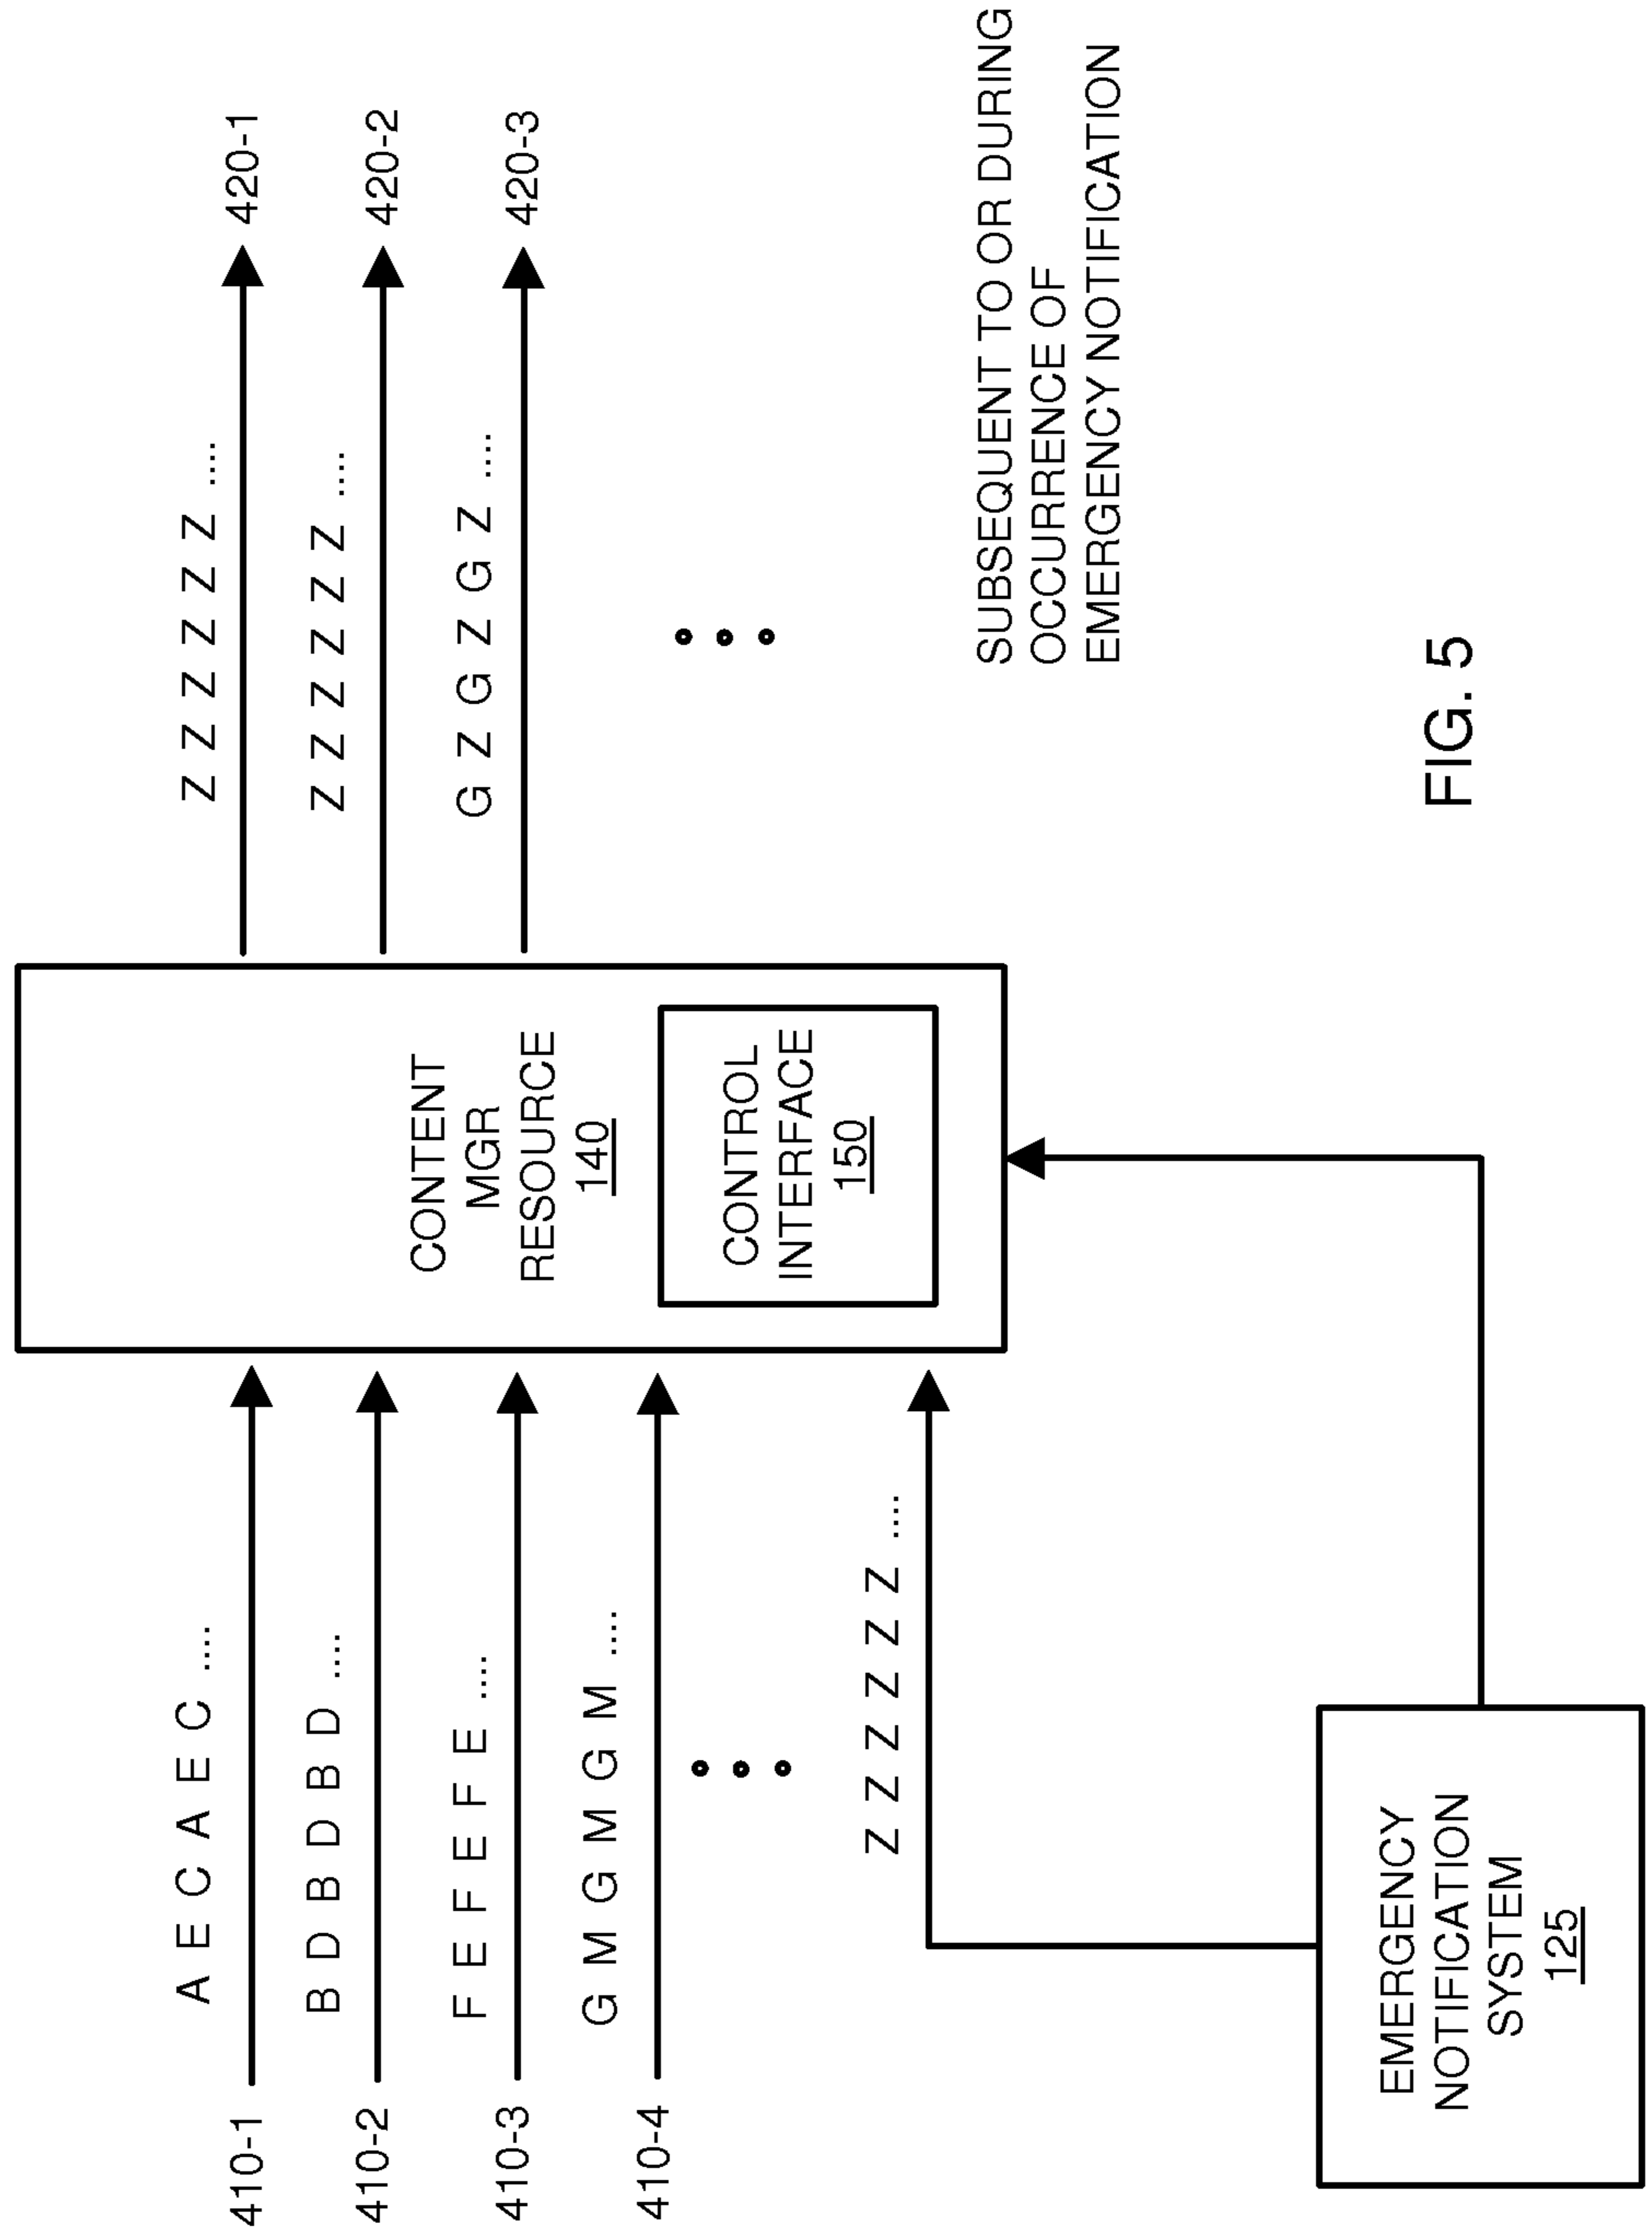 A E C A E C ....
410-1
B D B D B D ....
410-2
F E F E F E ....
410-3
G M G M G M ....
410-4
Z Z Z Z Z Z ....
EMERGENCY
NOTIFICATION
SYSTEM
125
CONTENT
MGR
RESOURCE
140
CONTROL
INTERFACE
150
Z Z Z Z Z Z ....
420-1
Z Z Z Z Z Z ....
420-2
G Z G Z G Z ....
420-3
SUBSEQUENT TO OR DURING
OCCURRENCE OF
EMERGENCY NOTIFICATION
FIG. 5